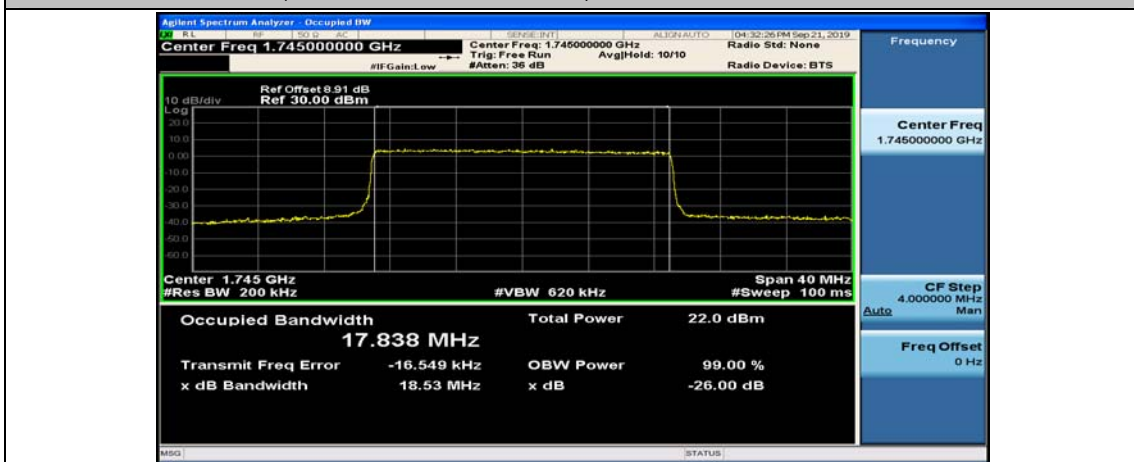 Agilent Spectrum Analyzer - Occupied BW
RL RF 50 Ω AC SENSE:INT ALIGN AUTO 04:32:26 PM Sep 21, 2019
Center Freq 1.745000000 GHz
Center Freq: 1.745000000 GHz
Radio Std: None
Trig: Free Run Avg|Hold: 10/10
#IFGain:Low #Atten: 36 dB Radio Device: BTS
Ref Offset 8.91 dB
10 dB/div Ref 30.00 dBm
Log
20.0
10.0
0.00
-10.0
-20.0
-30.0
-40.0
-50.0
-60.0
Center 1.745 GHz Span 40 MHz
#Res BW 200 kHz #VBW 620 kHz #Sweep 100 ms
Occupied Bandwidth Total Power 22.0 dBm
17.838 MHz
Transmit Freq Error -16.549 kHz OBW Power 99.00 %
x dB Bandwidth 18.53 MHz x dB -26.00 dB
MSG STATUS
Frequency
Center Freq
1.745000000 GHz
CF Step
4.000000 MHz
Auto Man
Freq Offset
0 Hz